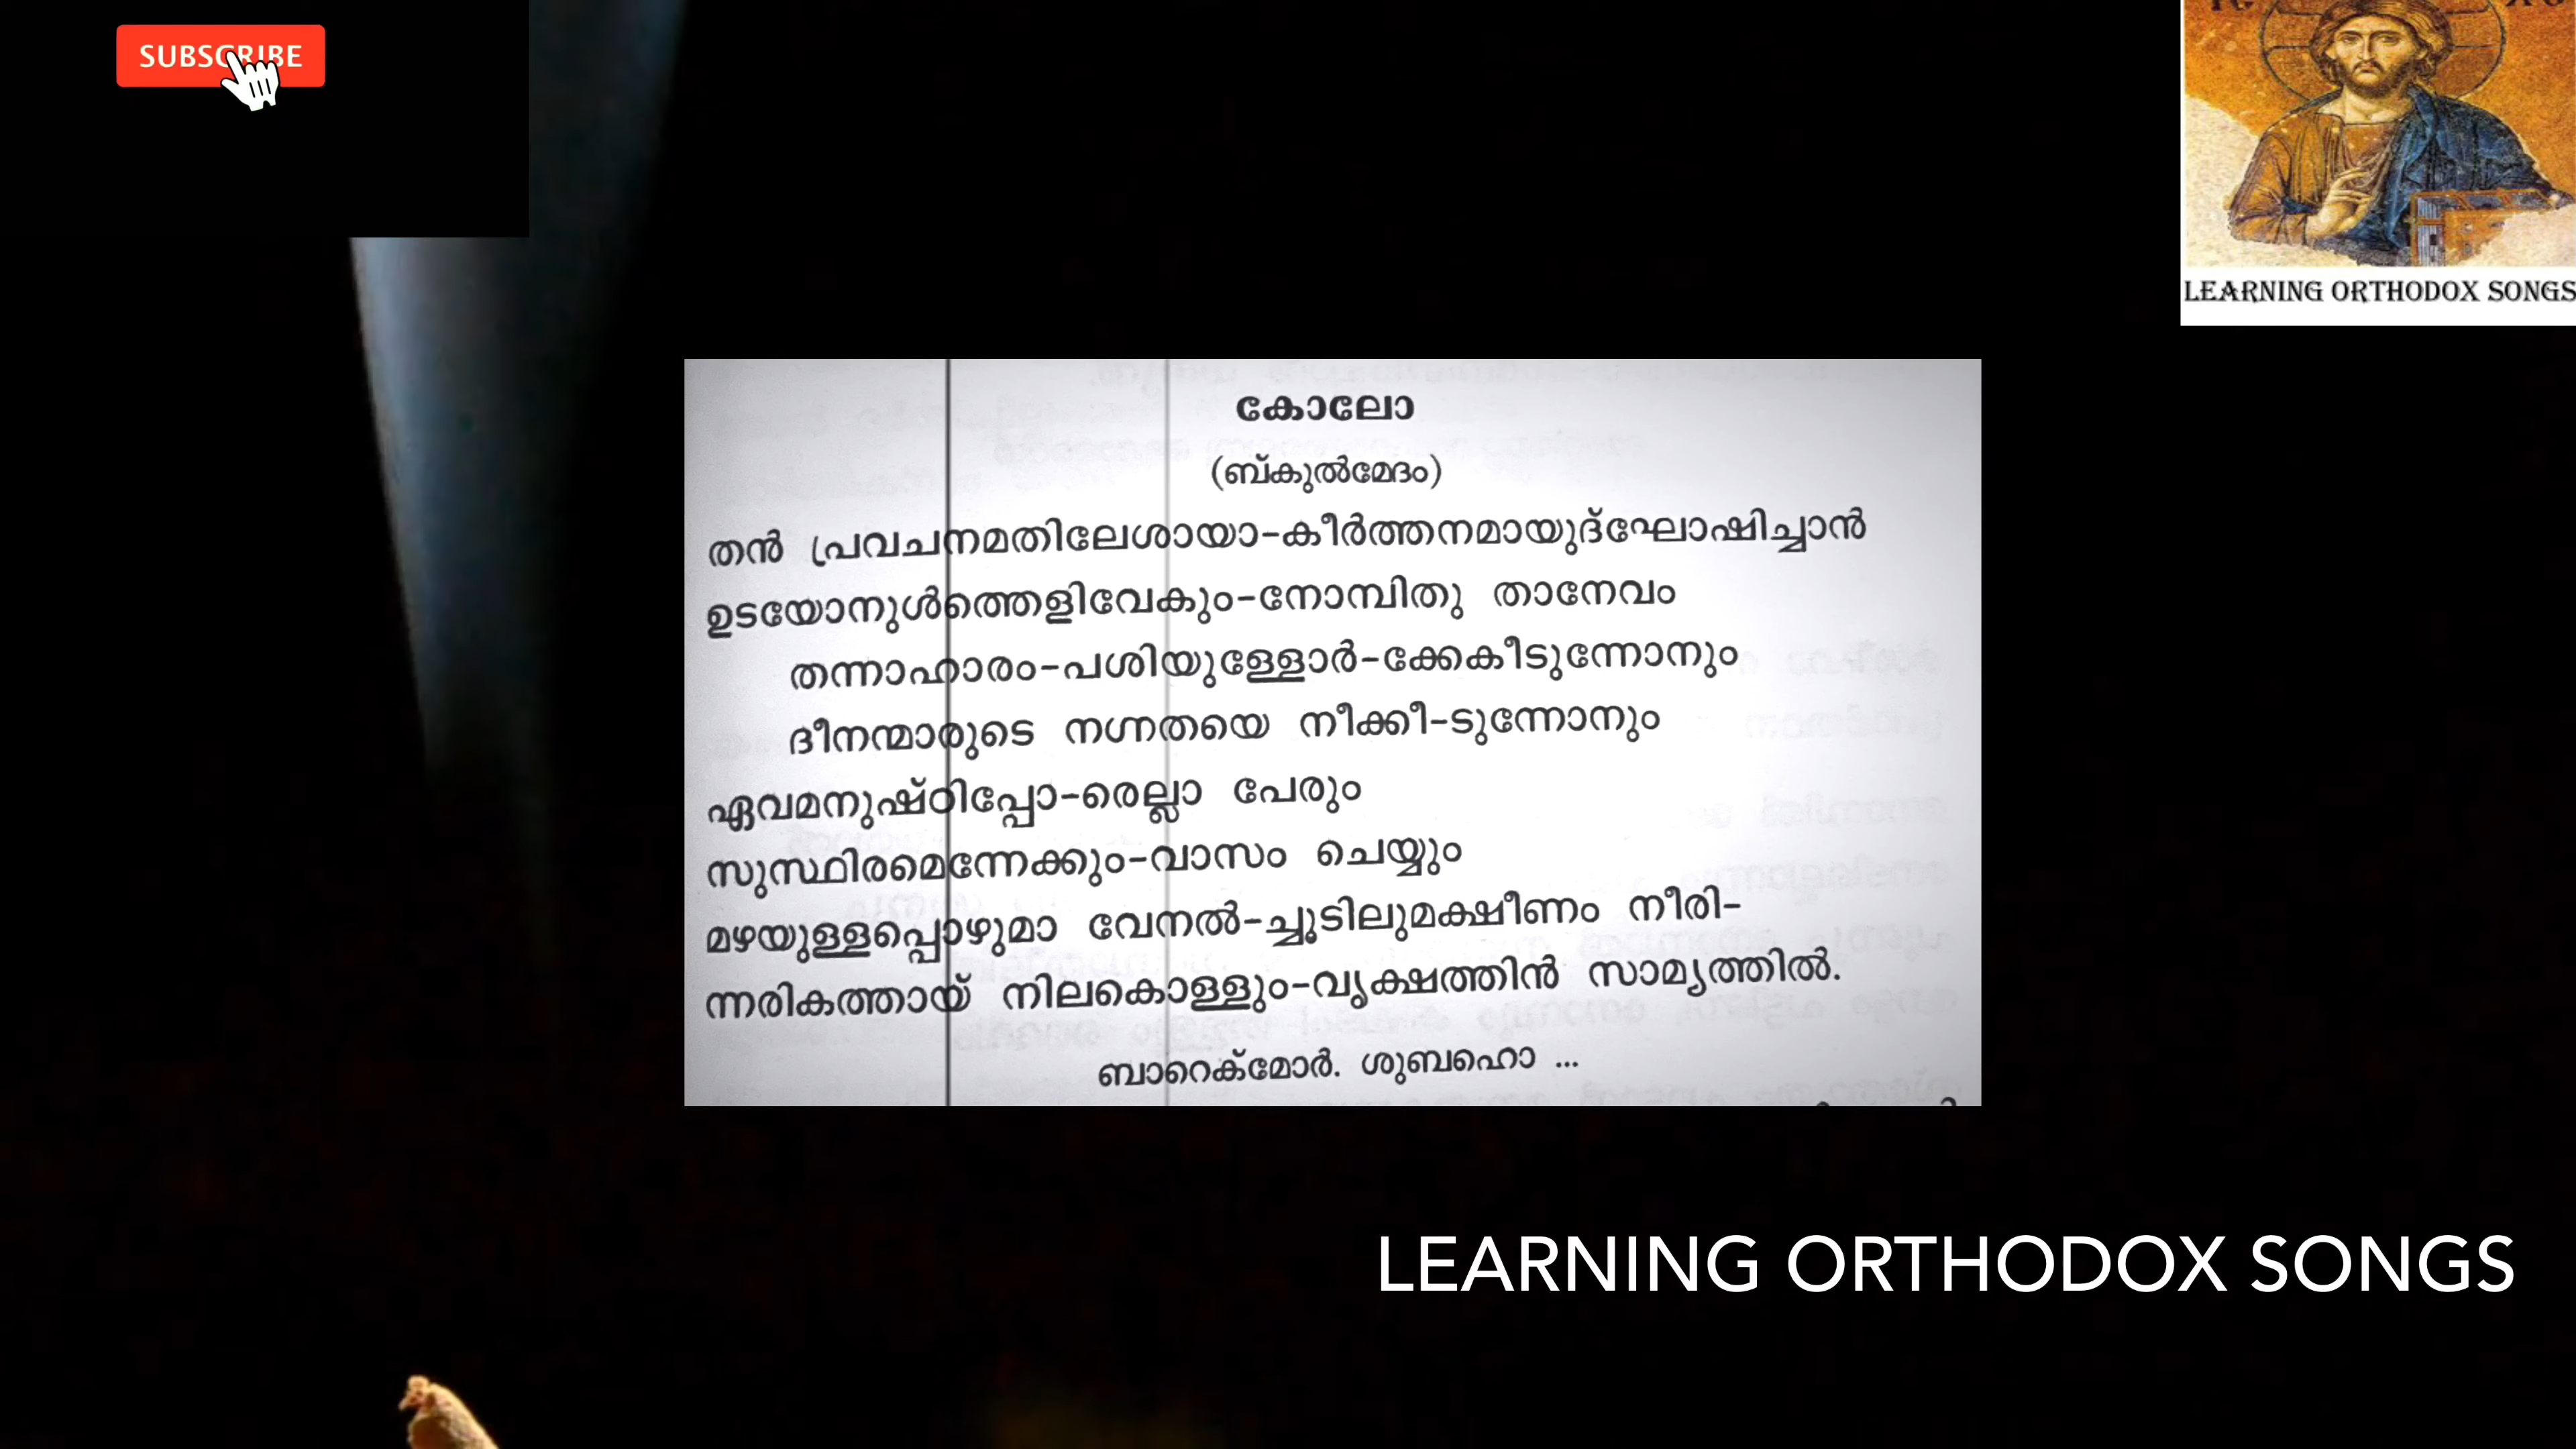 SUBSCRIBE
LEARNING ORTHODOX SONGS
കോലോ
(ബ്കുൽമേദം)
തൻ പ്രവചനമതിലേശായാ-കീർത്തനമായുദ്ഘോഷിച്ചാൻ
ഉടയോനുൾത്തെളിവേകും-നോമ്പിതു താനേവം
തന്നാഹാരം-പശിയുള്ളോർ-ക്കേകീടുന്നോനും
ദീനന്മാരുടെ നഗ്നതയെ നീക്കീ-ടുന്നോനും
ഏവമനുഷ്ഠിപ്പോ-രെല്ലാ പേരും
സുസ്ഥിരമെന്നേക്കും-വാസം ചെയ്യും
മഴയുള്ളപ്പൊഴുമാ വേനൽ-ച്ചൂടിലുമക്ഷീണം നീരി-
ന്നരികത്തായ് നിലകൊള്ളും-വൃക്ഷത്തിൻ സാമ്യത്തിൽ.
ബാറെക്മോർ. ശുബഹൊ ...
LEARNING ORTHODOX SONGS